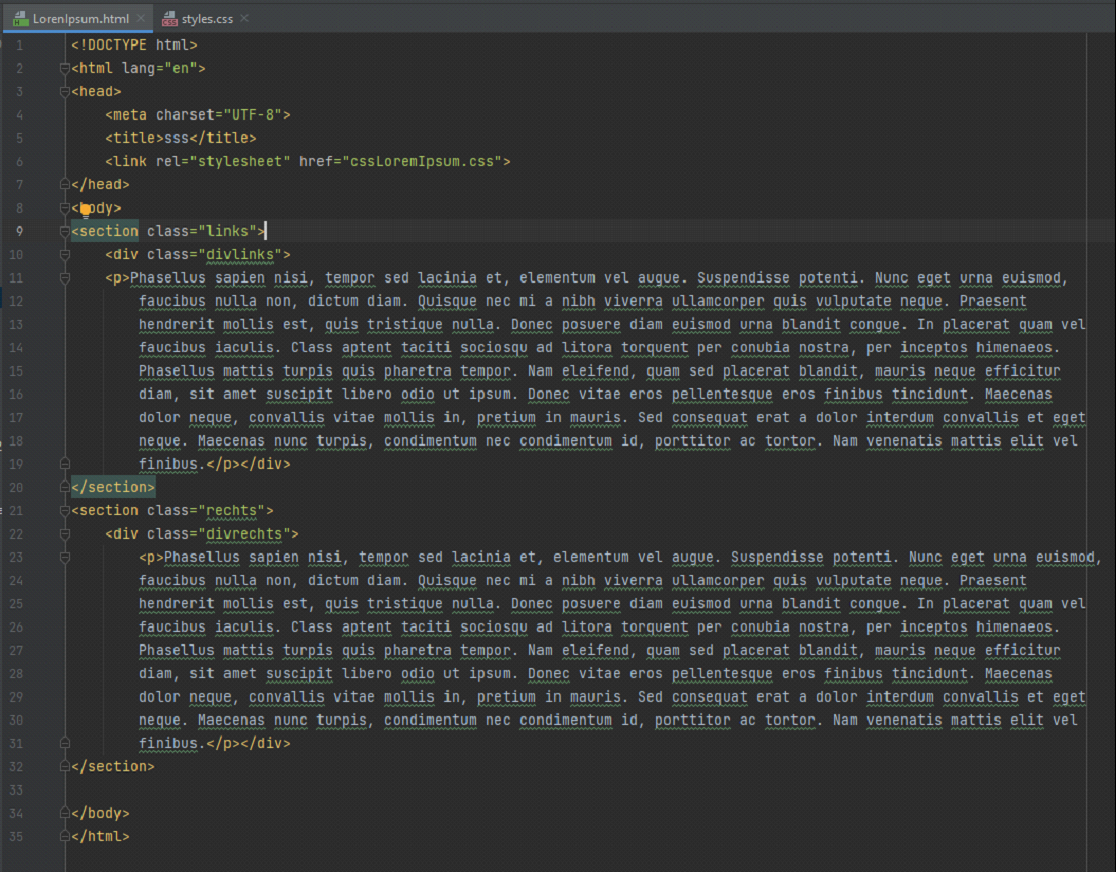 LorenIpsum.html
styles.css
1 <!DOCTYPE html>
2 <html lang="en">
3 <head>
4 <meta charset="UTF-8">
5 <title>sss</title>
6 <link rel="stylesheet" href="cssLoremIpsum.css">
7 </head>
8 <body>
9 <section class="links">
10 <div class="divlinks">
11 <p>Phasellus sapien nisi, tempor sed lacinia et, elementum vel augue. Suspendisse potenti. Nunc eget urna euismod,
12 faucibus nulla non, dictum diam. Quisque nec mi a nibh viverra ullamcorper quis vulputate neque. Praesent
13 hendrerit mollis est, quis tristique nulla. Donec posuere diam euismod urna blandit congue. In placerat quam vel
14 faucibus iaculis. Class aptent taciti sociosqu ad litora torquent per conubia nostra, per inceptos himenaeos.
15 Phasellus mattis turpis quis pharetra tempor. Nam eleifend, quam sed placerat blandit, mauris neque efficitur
16 diam, sit amet suscipit libero odio ut ipsum. Donec vitae eros pellentesque eros finibus tincidunt. Maecenas
17 dolor neque, convallis vitae mollis in, pretium in mauris. Sed consequat erat a dolor interdum convallis et eget
18 neque. Maecenas nunc turpis, condimentum nec condimentum id, porttitor ac tortor. Nam venenatis mattis elit vel
19 finibus.</p></div>
20 </section>
21 <section class="rechts">
22 <div class="divrechts">
23 <p>Phasellus sapien nisi, tempor sed lacinia et, elementum vel augue. Suspendisse potenti. Nunc eget urna euismod,
24 faucibus nulla non, dictum diam. Quisque nec mi a nibh viverra ullamcorper quis vulputate neque. Praesent
25 hendrerit mollis est, quis tristique nulla. Donec posuere diam euismod urna blandit congue. In placerat quam vel
26 faucibus iaculis. Class aptent taciti sociosqu ad litora torquent per conubia nostra, per inceptos himenaeos.
27 Phasellus mattis turpis quis pharetra tempor. Nam eleifend, quam sed placerat blandit, mauris neque efficitur
28 diam, sit amet suscipit libero odio ut ipsum. Donec vitae eros pellentesque eros finibus tincidunt. Maecenas
29 dolor neque, convallis vitae mollis in, pretium in mauris. Sed consequat erat a dolor interdum convallis et eget
30 neque. Maecenas nunc turpis, condimentum nec condimentum id, porttitor ac tortor. Nam venenatis mattis elit vel
31 finibus.</p></div>
32 </section>
33
34 </body>
35 </html>